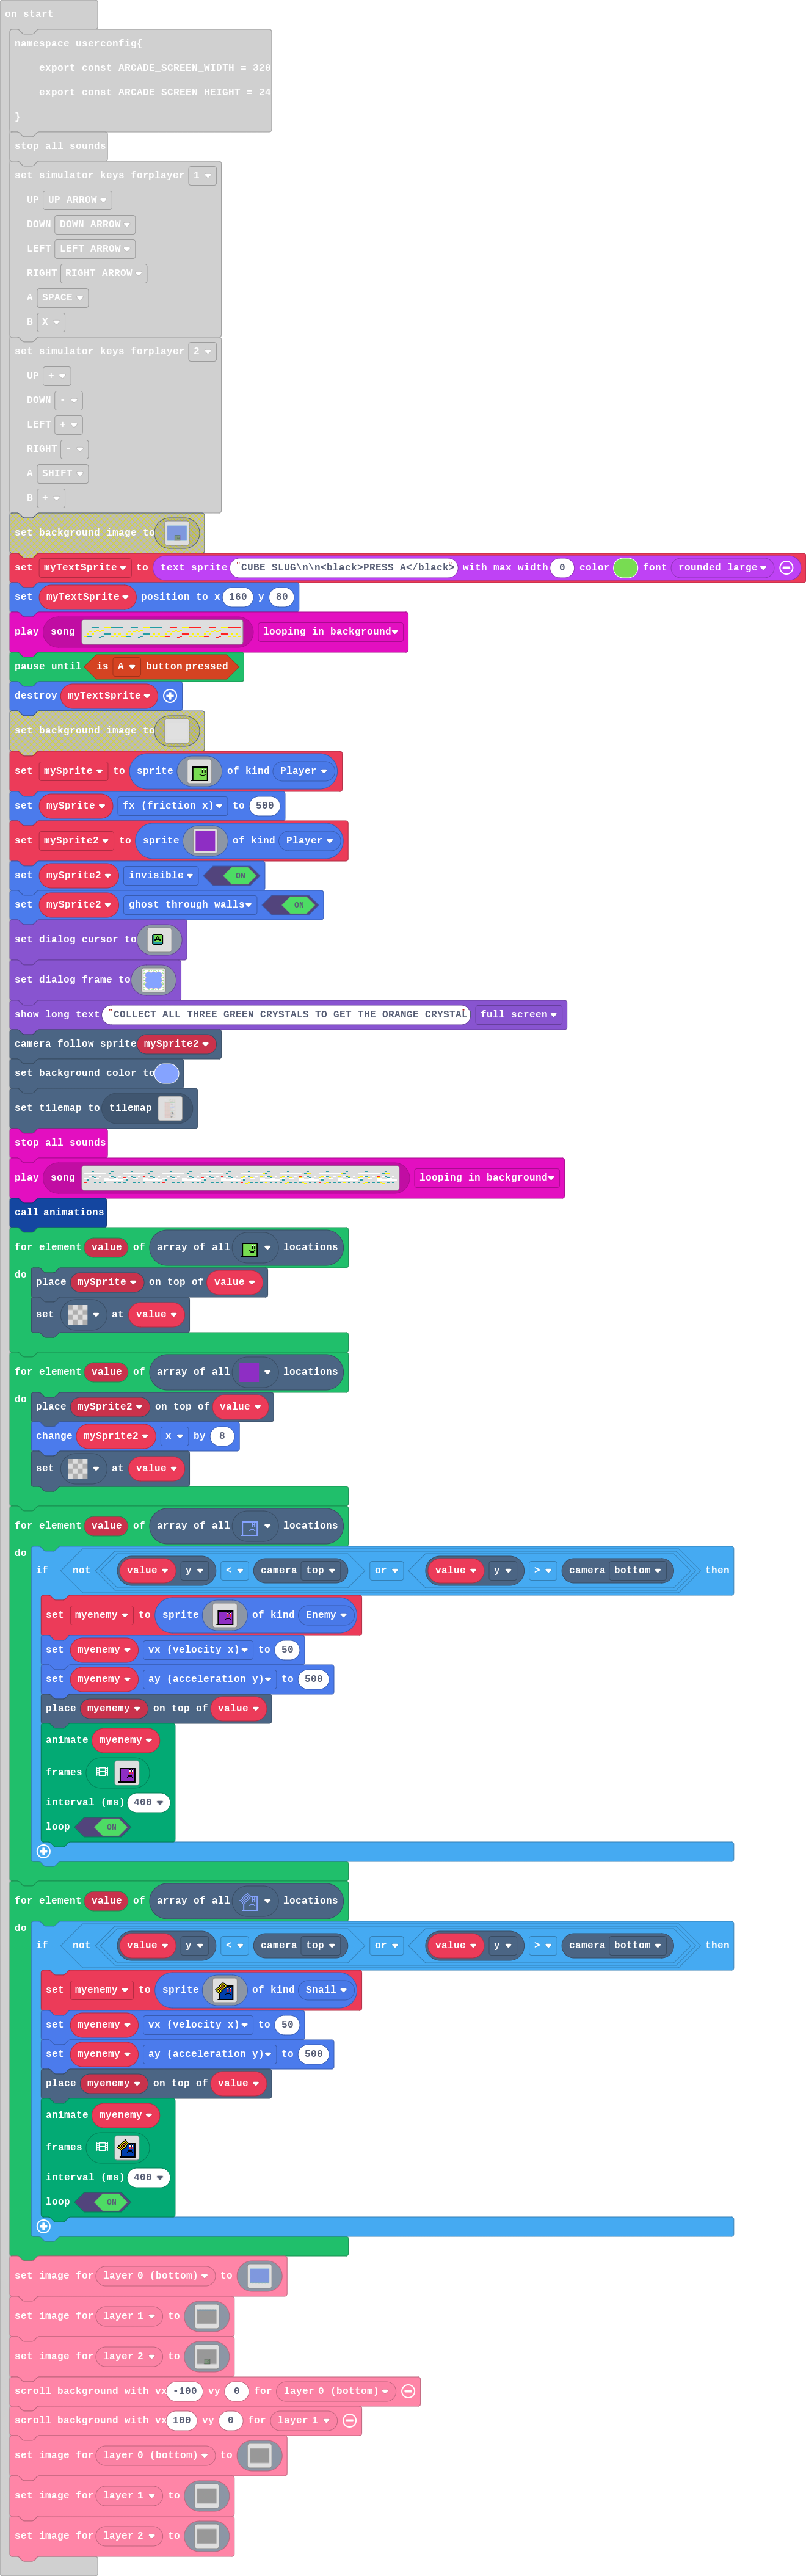 on start
namespace userconfig{
export const ARCADE_SCREEN_WIDTH = 320
export const ARCADE_SCREEN_HEIGHT = 24
}
stop all sounds
set simulator keys forplayer 1
UP UP ARROW
DOWN DOWN ARROW
LEFT LEFT ARROW
RIGHT RIGHT ARROW
A SPACE
B X
set simulator keys forplayer 2
UP +
DOWN -
LEFT +
RIGHT -
A SHIFT
B +
set background image to
set myTextSprite to text sprite "CUBE SLUG\n\n<black>PRESS A</black>" with max width 0 color font rounded large
set myTextSprite position to x 160 y 80
play song looping in background
pause until is A button pressed
destroy myTextSprite
set background image to
set mySprite to sprite of kind Player
set mySprite fx (friction x) to 500
set mySprite2 to sprite of kind Player
set mySprite2 invisible ON
set mySprite2 ghost through walls ON
set dialog cursor to
set dialog frame to
show long text "COLLECT ALL THREE GREEN CRYSTALS TO GET THE ORANGE CRYSTAL" full screen
camera follow sprite mySprite2
set background color to
set tilemap to tilemap
stop all sounds
play song looping in background
call animations
for element value of array of all locations
do place mySprite on top of value
set at value
for element value of array of all locations
do place mySprite2 on top of value
change mySprite2 x by 8
set at value
for element value of array of all locations
do if not value y < camera top or value y > camera bottom then
set myenemy to sprite of kind Enemy
set myenemy vx (velocity x) to 50
set myenemy ay (acceleration y) to 500
place myenemy on top of value
animate myenemy
frames
interval (ms) 400
loop ON
for element value of array of all locations
do if not value y < camera top or value y > camera bottom then
set myenemy to sprite of kind Snail
set myenemy vx (velocity x) to 50
set myenemy ay (acceleration y) to 500
place myenemy on top of value
animate myenemy
frames
interval (ms) 400
loop ON
set image for layer 0 (bottom) to
set image for layer 1 to
set image for layer 2 to
scroll background with vx -100 vy 0 for layer 0 (bottom)
scroll background with vx 100 vy 0 for layer 1
set image for layer 0 (bottom) to
set image for layer 1 to
set image for layer 2 to